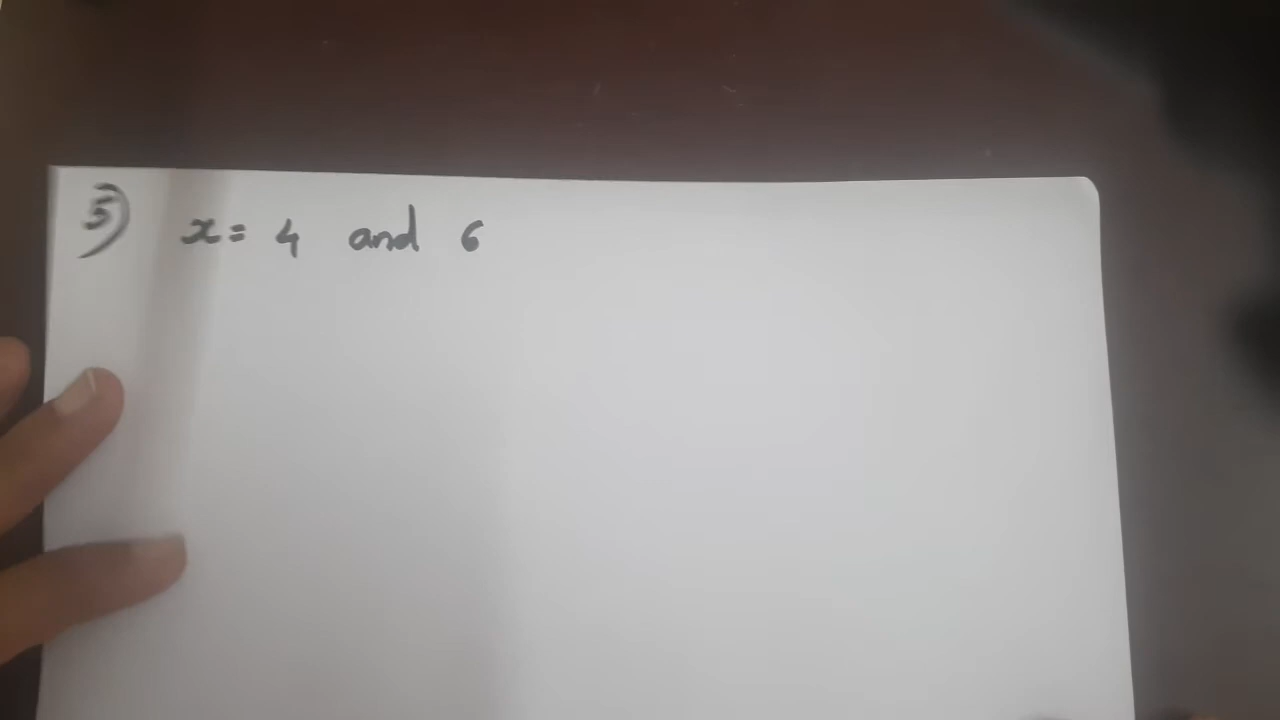 5) x = 4 and 6